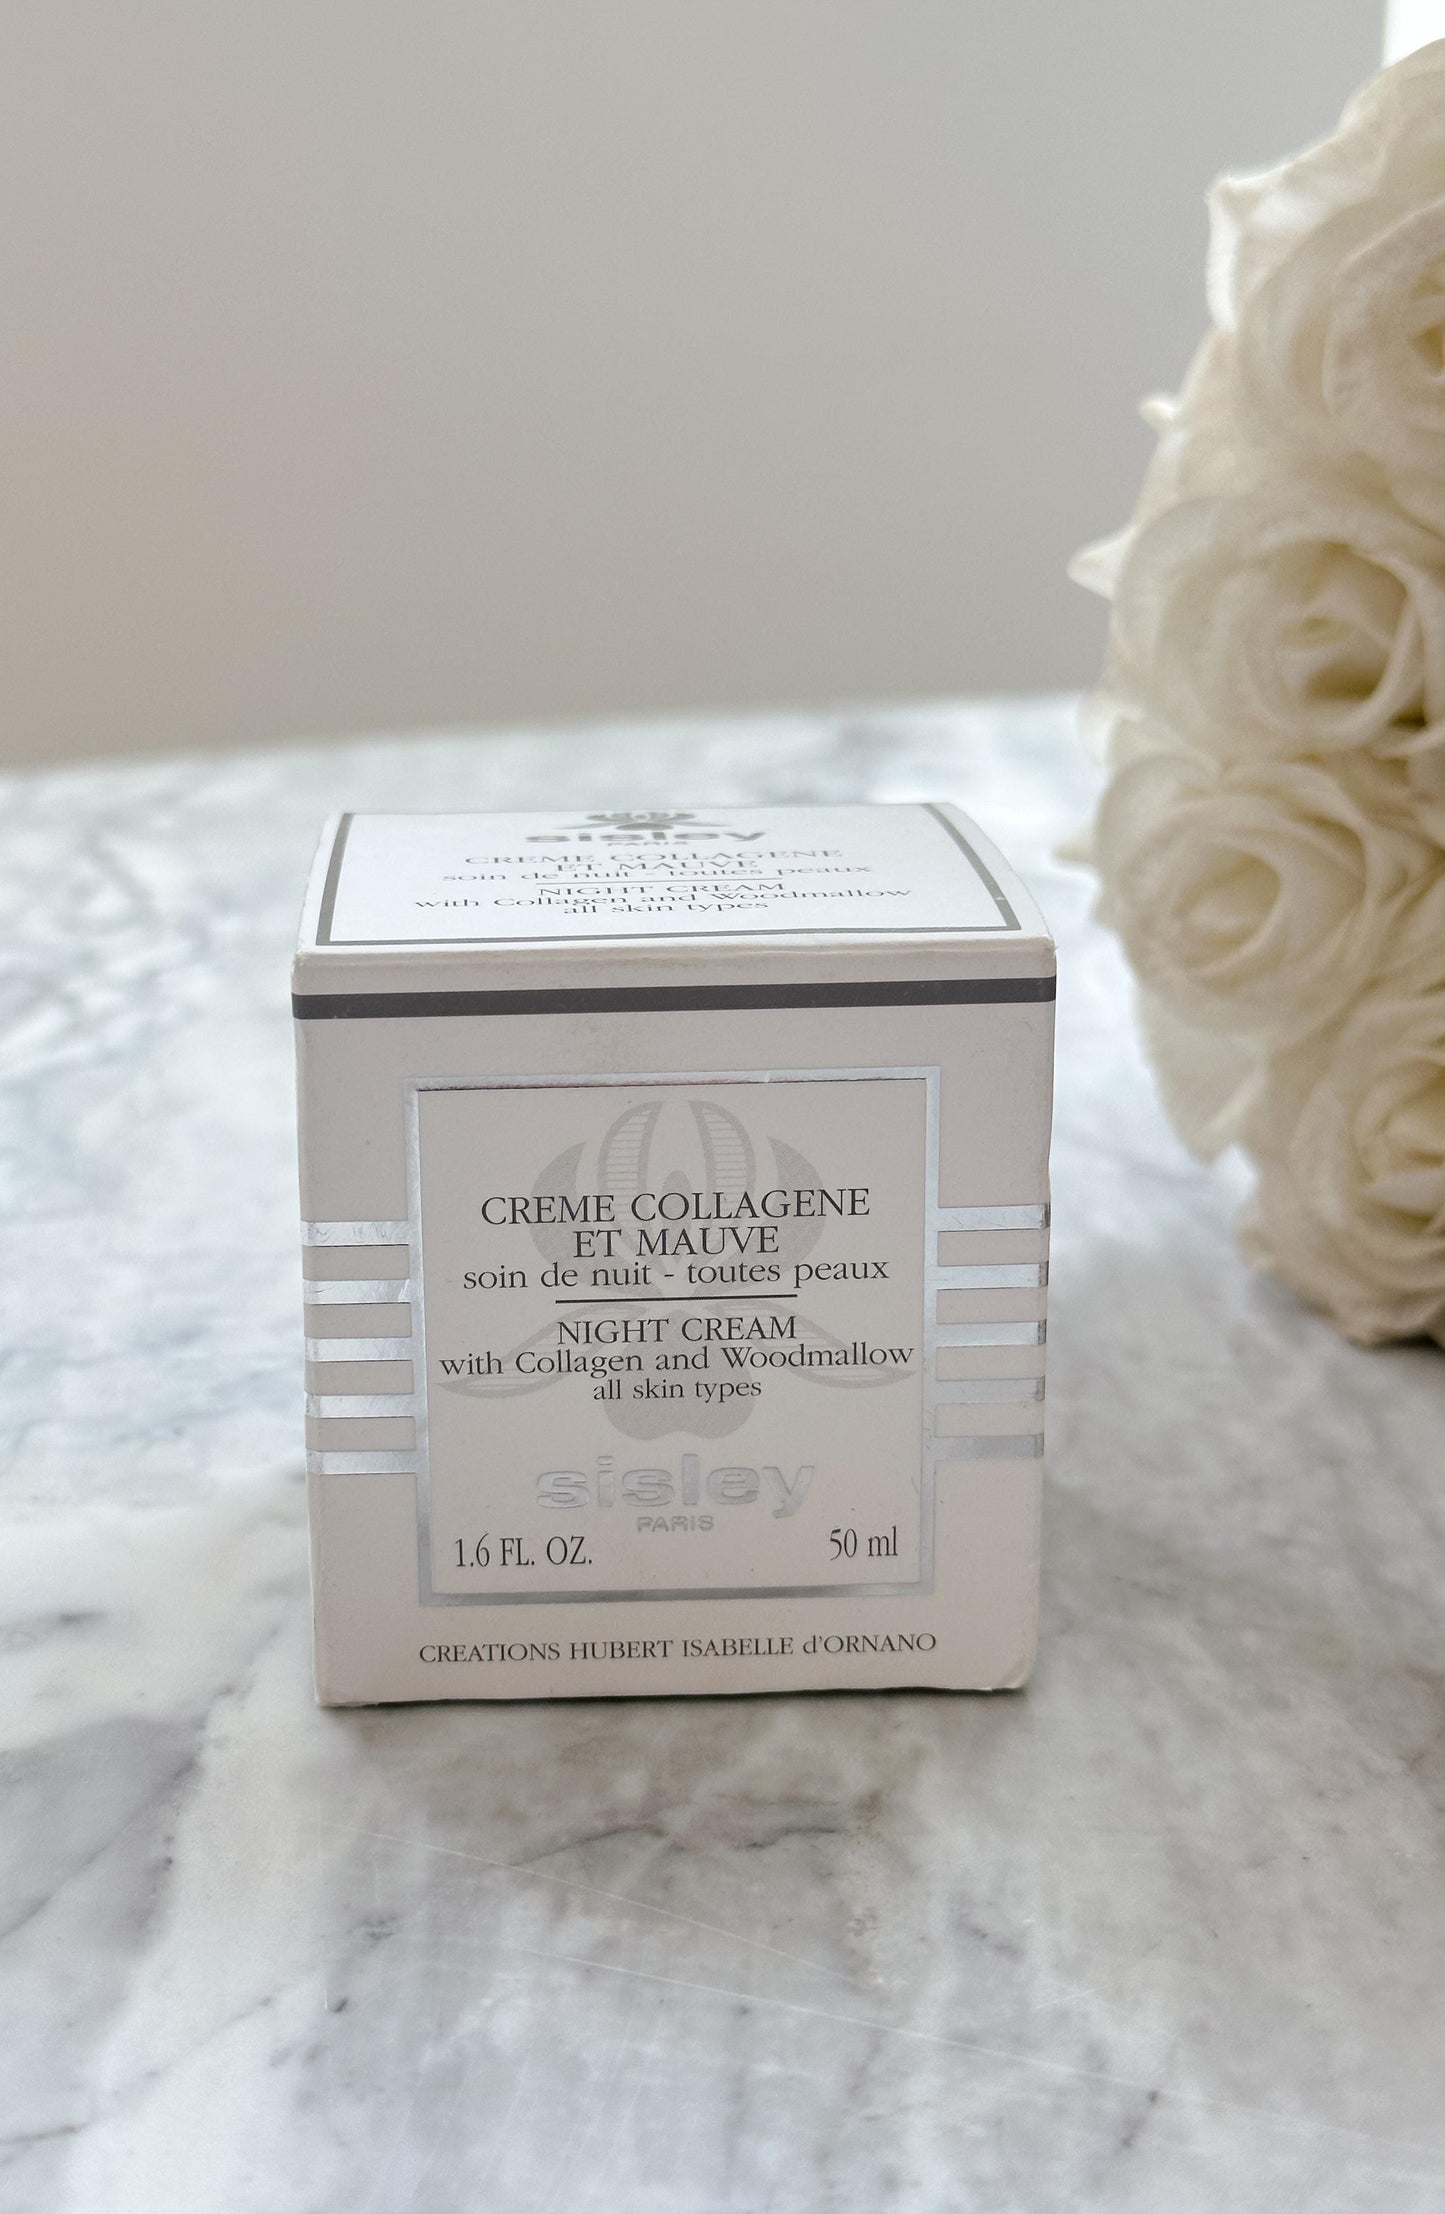 sisley
PARIS
CREME COLLAGENE
ET MAUVE
soin de nuit - toutes peaux
NIGHT CREAM
with Collagen and Woodmallow
all skin types
CREME COLLAGENE
ET MAUVE
soin de nuit - toutes peaux
NIGHT CREAM
with Collagen and Woodmallow
all skin types
sisley
PARIS
1.6 FL. OZ. 50 ml
CREATIONS HUBERT ISABELLE d'ORNANO